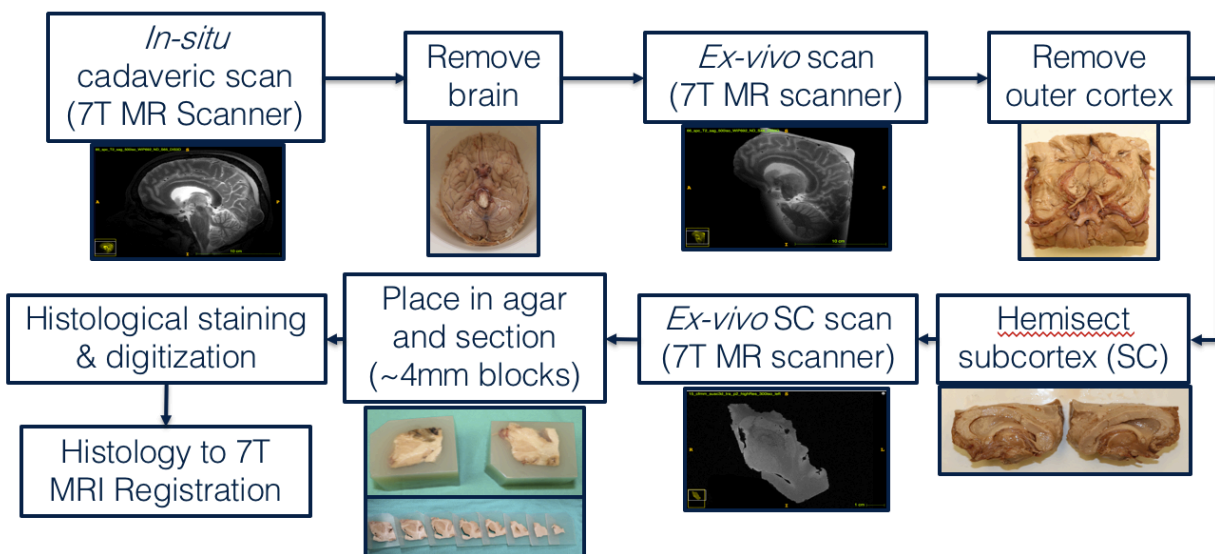 In-situ
cadaveric scan
(7T MR Scanner)
Remove
brain
Ex-vivo scan
(7T MR scanner)
Remove
outer cortex
Histological staining
& digitization
Place in agar
and section
(~4mm blocks)
Ex-vivo SC scan
(7T MR scanner)
Hemisect
subcortex (SC)
Histology to 7T
MRI Registration